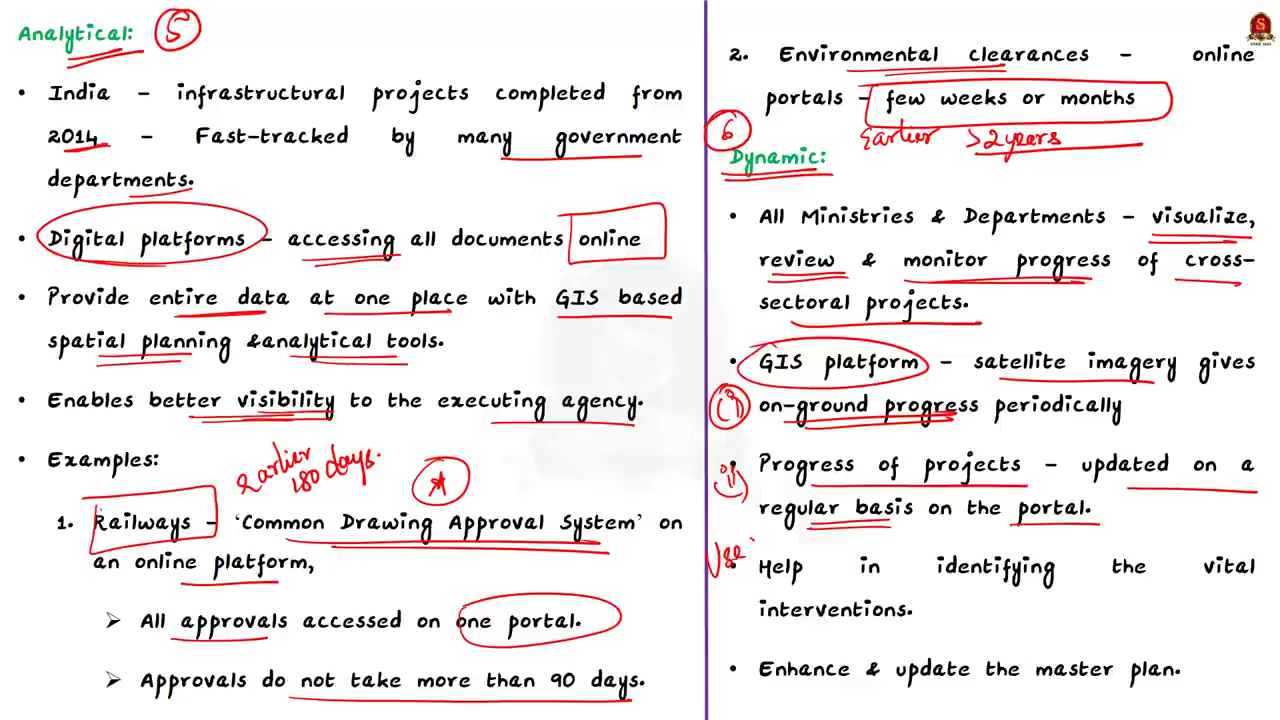 Analytical: 5
• India - infrastructural projects completed from
2014 - Fast-tracked by many government
departments.
• Digital platforms - accessing all documents online
• Provide entire data at one place with GIS based
spatial planning &analytical tools.
• Enables better visibility to the executing agency.
• Examples:
Earlier
180 days.
1. Railways - ‘Common Drawing Approval System’ on
an online platform,
➢ All approvals accessed on one portal.
➢ Approvals do not take more than 90 days.
2. Environmental clearances - online
portals - few weeks or months
Earlier >2years
6
Dynamic:
• All Ministries & Departments - visualize,
review & monitor progress of cross-
sectoral projects.
• GIS platform - satellite imagery gives
(i) on-ground progress periodically
(ii) Progress of projects - updated on a
regular basis on the portal.
Use
• Help in identifying the vital
interventions.
• Enhance & update the master plan.